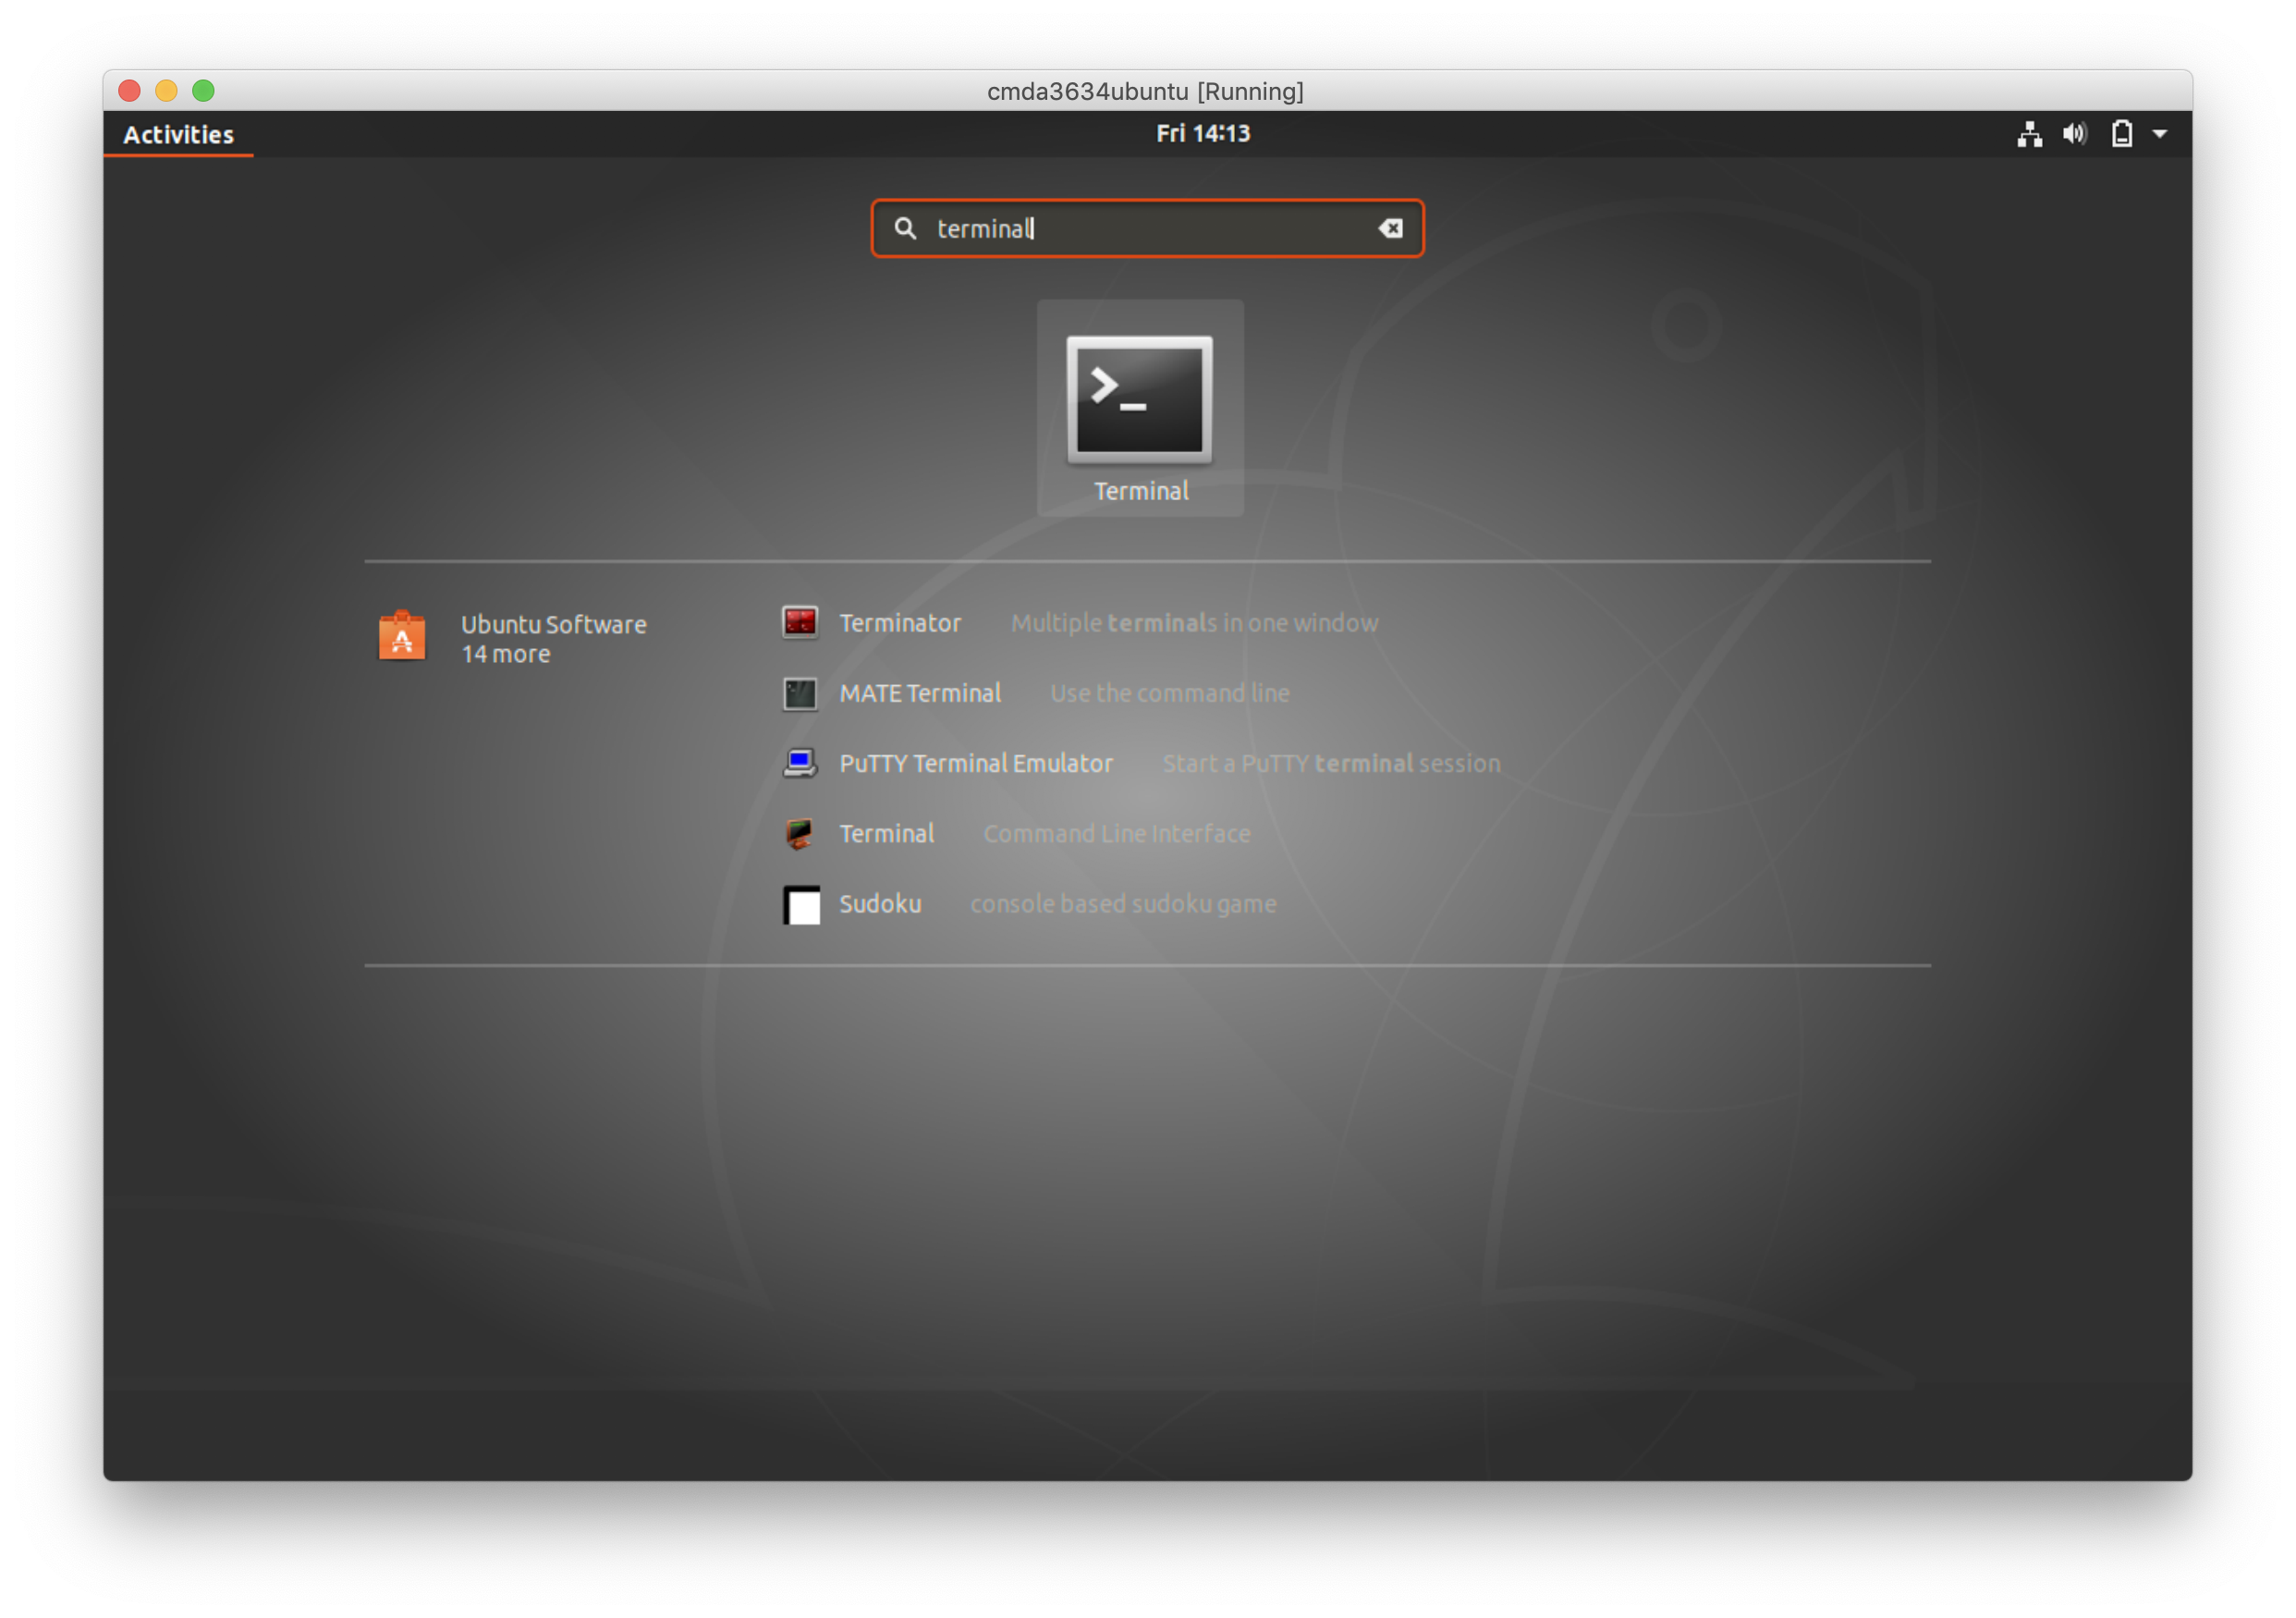 cmda3634ubuntu [Running]
Activities
Fri 14:13
terminal
Terminal
Ubuntu Software
14 more
Terminator Multiple terminals in one window
MATE Terminal Use the command line
PuTTY Terminal Emulator Start a PuTTY terminal session
Terminal Command Line Interface
Sudoku console based sudoku game